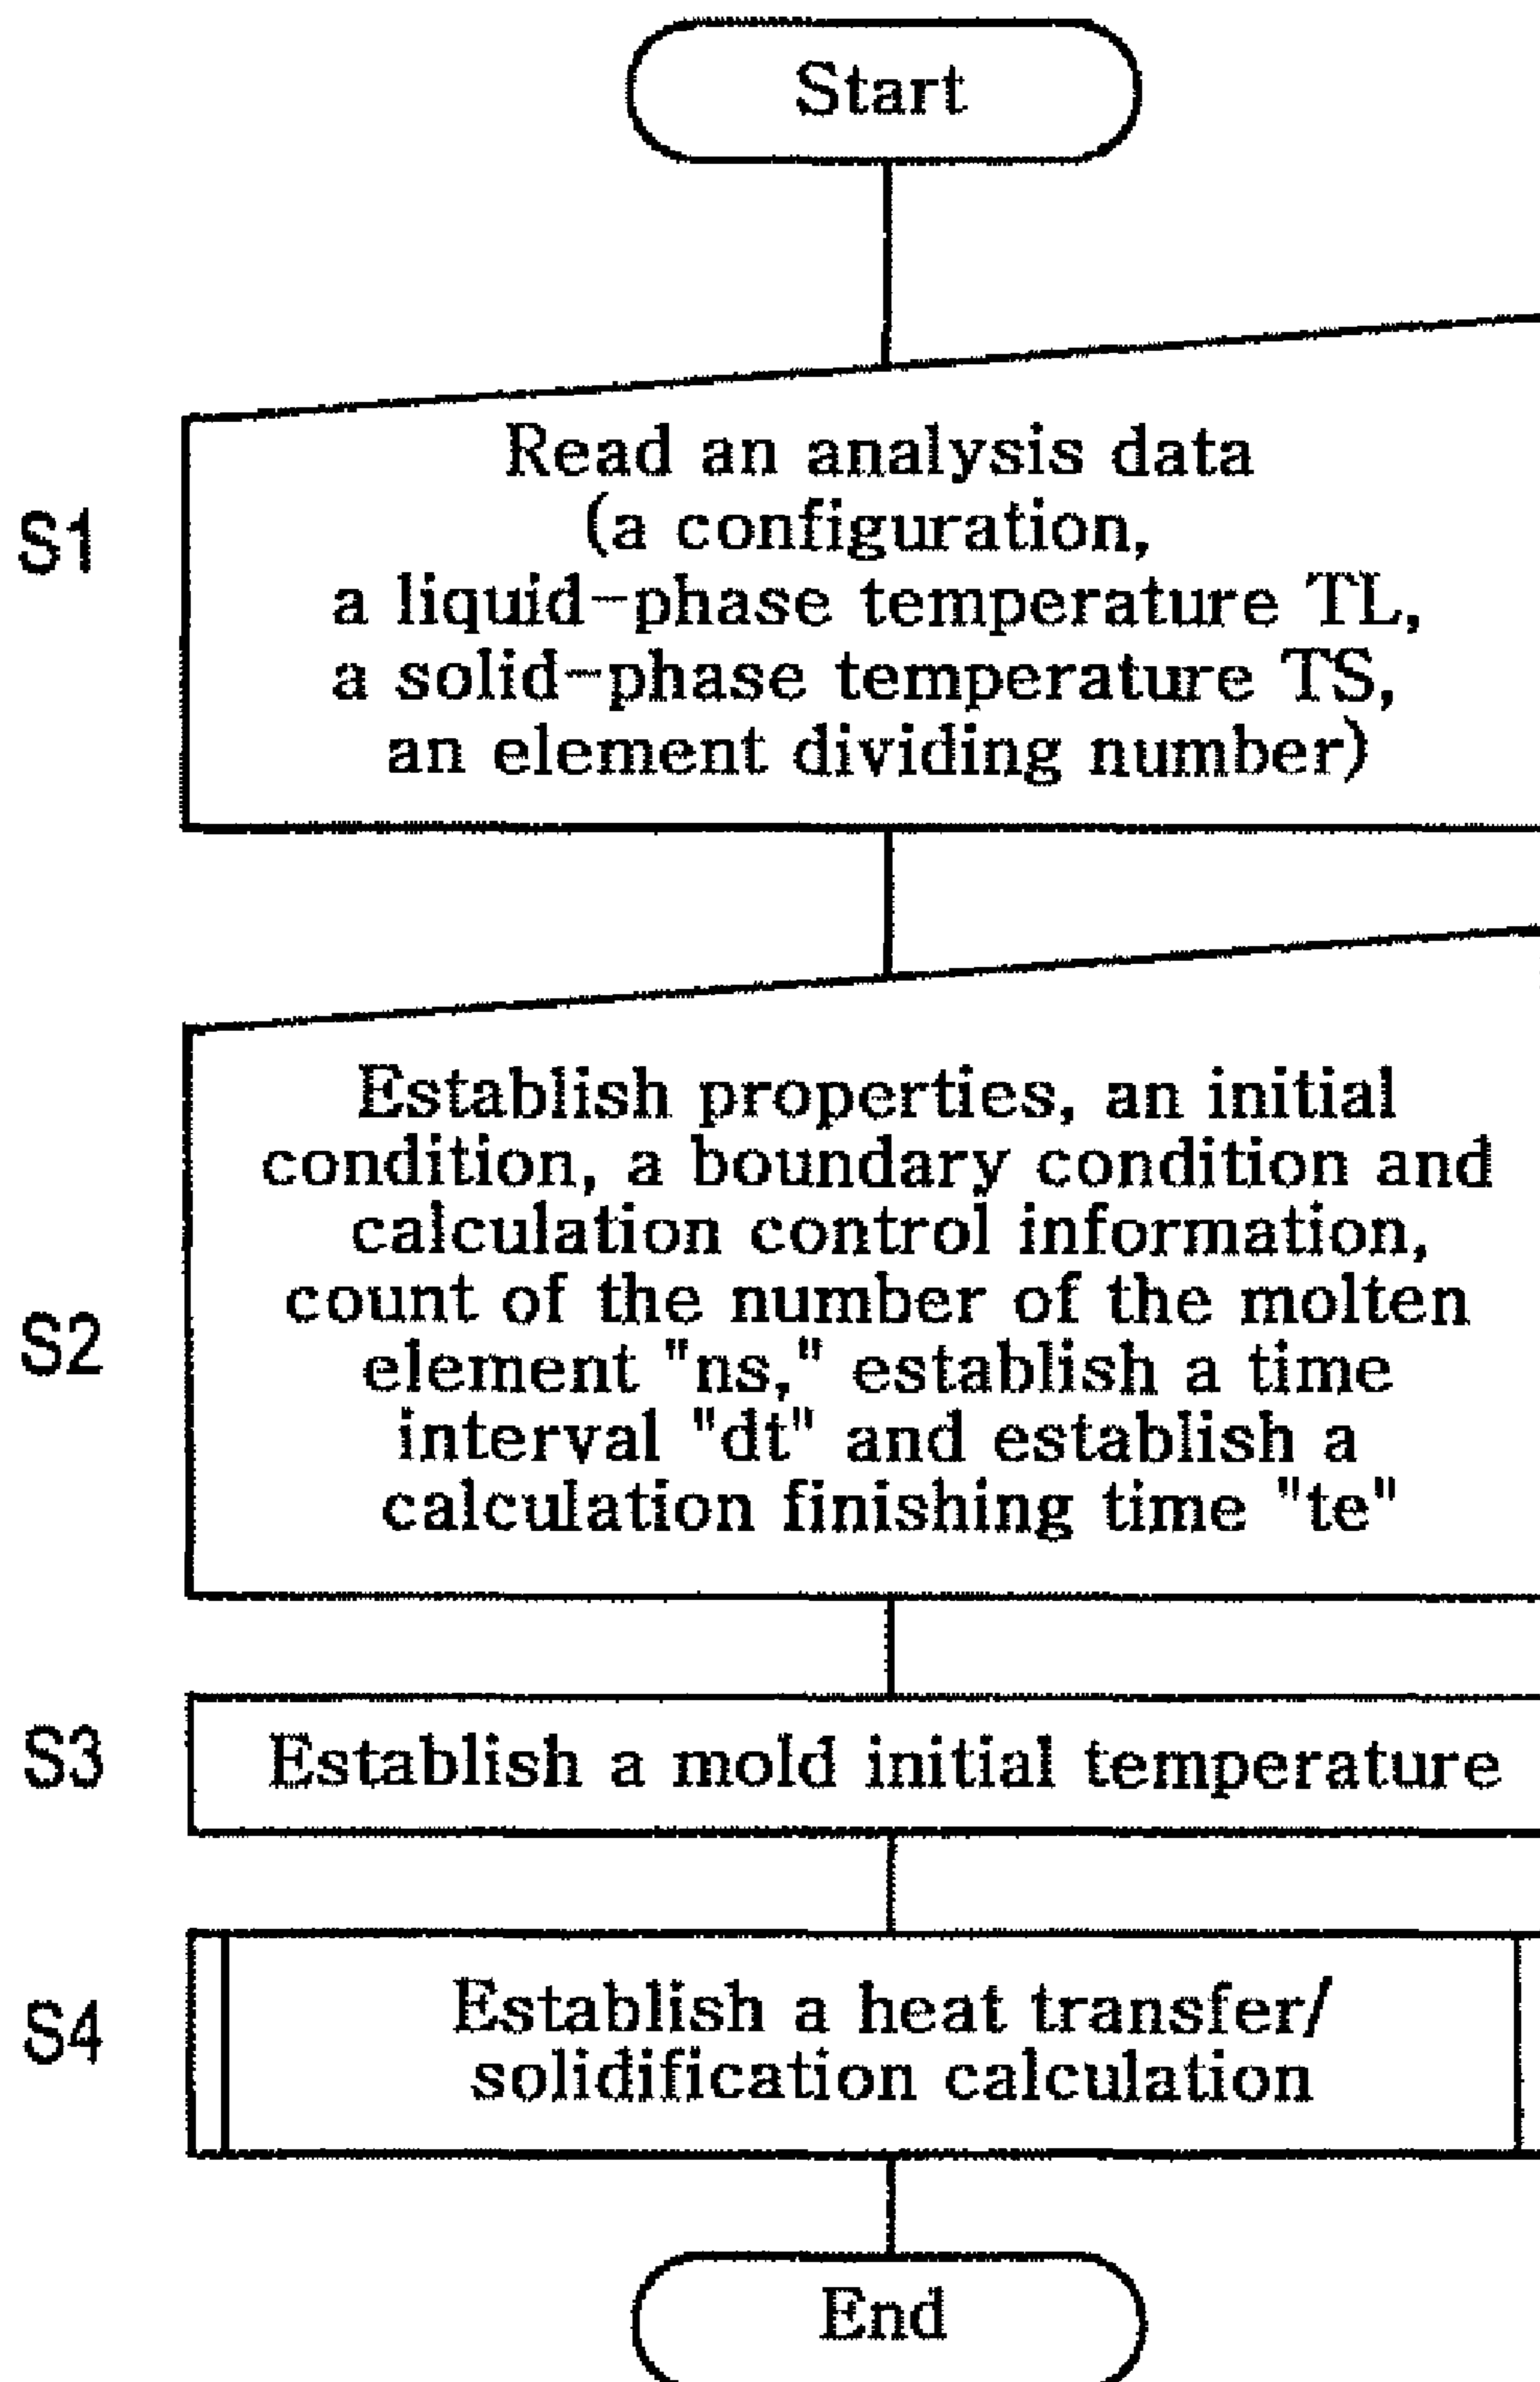 Start
S1
Read an analysis data
(a configuration,
a liquid-phase temperature TL,
a solid-phase temperature TS,
an element dividing number)
S2
Establish properties, an initial
condition, a boundary condition and
calculation control information,
count of the number of the molten
element "ns," establish a time
interval "dt" and establish a
calculation finishing time "te"
S3
Establish a mold initial temperature
S4
Establish a heat transfer/
solidification calculation
End